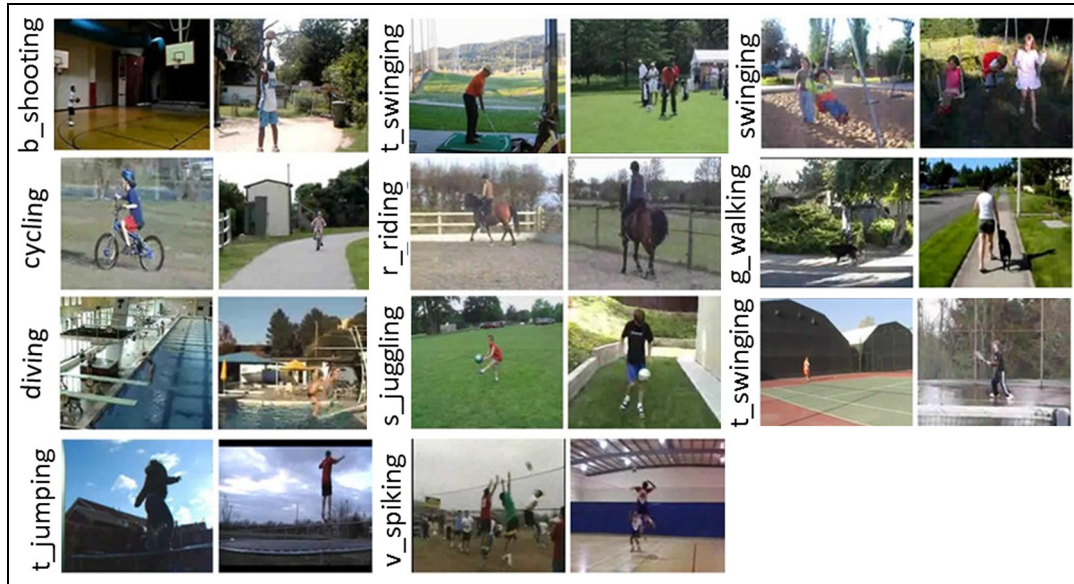 b_shooting
t_swinging
swinging
cycling
r_riding
g_walking
diving
s_juggling
t_swinging
t_jumping
v_spiking